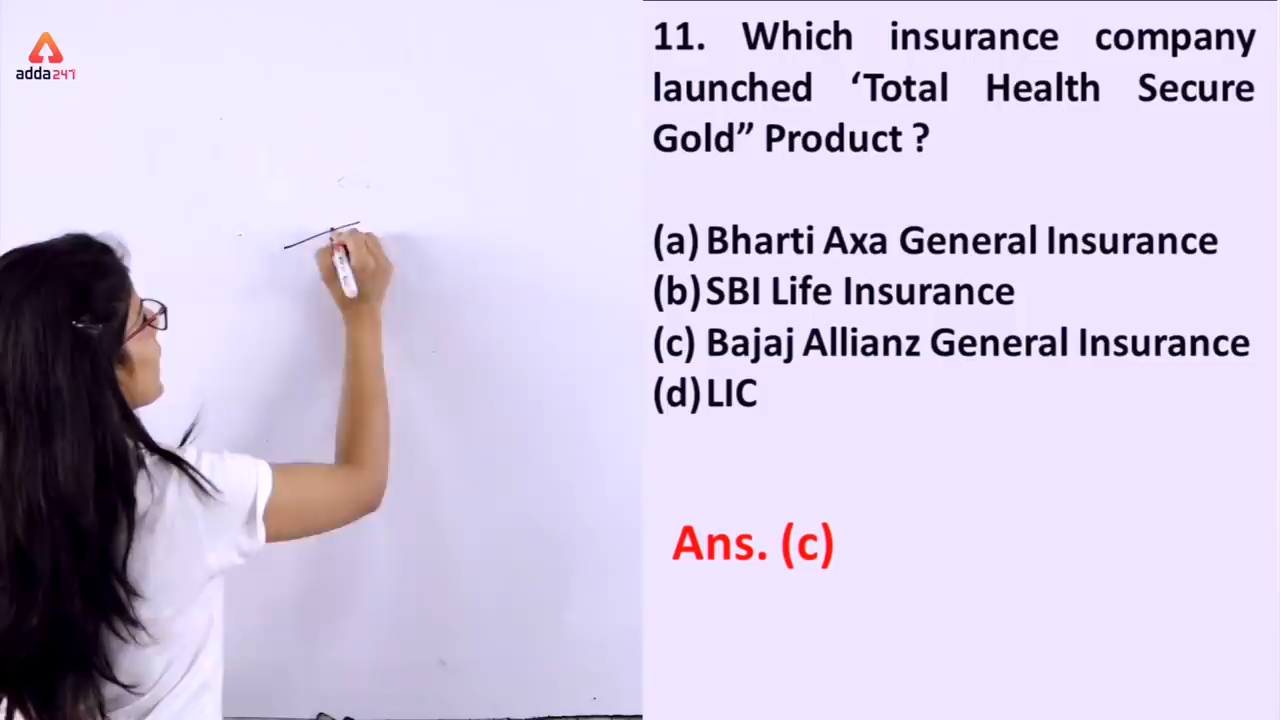 adda247
11. Which insurance company
launched ‘Total Health Secure
Gold” Product ?
(a) Bharti Axa General Insurance
(b) SBI Life Insurance
(c) Bajaj Allianz General Insurance
(d) LIC
Ans. (c)